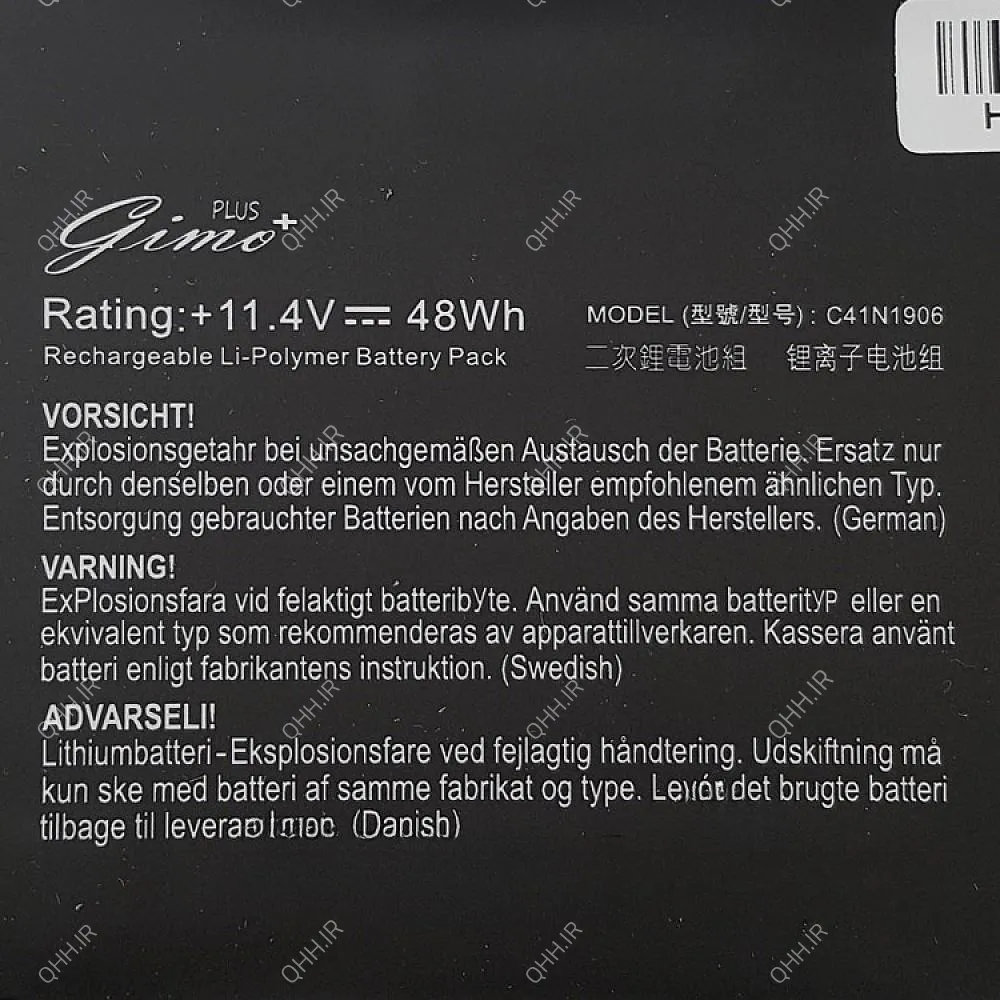 H
Gimo PLUS+
Rating:+11.4V 48Wh
MODEL (型號/型号) : C41N1906
Rechargeable Li-Polymer Battery Pack
二次鋰電池組 锂离子电池组
VORSICHT!
Explosionsgetahr bei unsachgemäßen Austausch der Batterie. Ersatz nur
durch denselben oder einem vom Hersteller empfohlenem ähnlichen Typ.
Entsorgung gebrauchter Batterien nach Angaben des Herstellers. (German)
VARNING!
ExPlosionsfara vid felaktigt batteribyte. Använd samma batterityP eller en
ekvivalent typ som rekommenderas av apparattillverkaren. Kassera använt
batteri enligt fabrikantens instruktion. (Swedish)
ADVARSELI!
Lithiumbatteri-Eksplosionsfare ved fejlagtig håndtering. Udskiftning må
kun ske med batteri af samme fabrikat og type. det brugte batteri
tilbage til (Danish)
QHH.IR